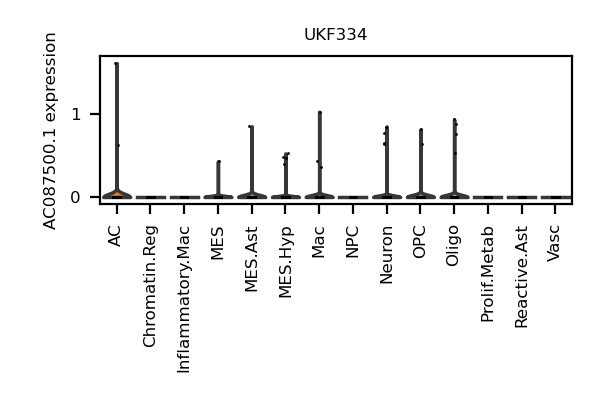 UKF334
AC087500.1 expression
1
0
AC
Chromatin.Reg
Inflammatory.Mac
MES
MES.Ast
MES.Hyp
Mac
NPC
Neuron
OPC
Oligo
Prolif.Metab
Reactive.Ast
Vasc